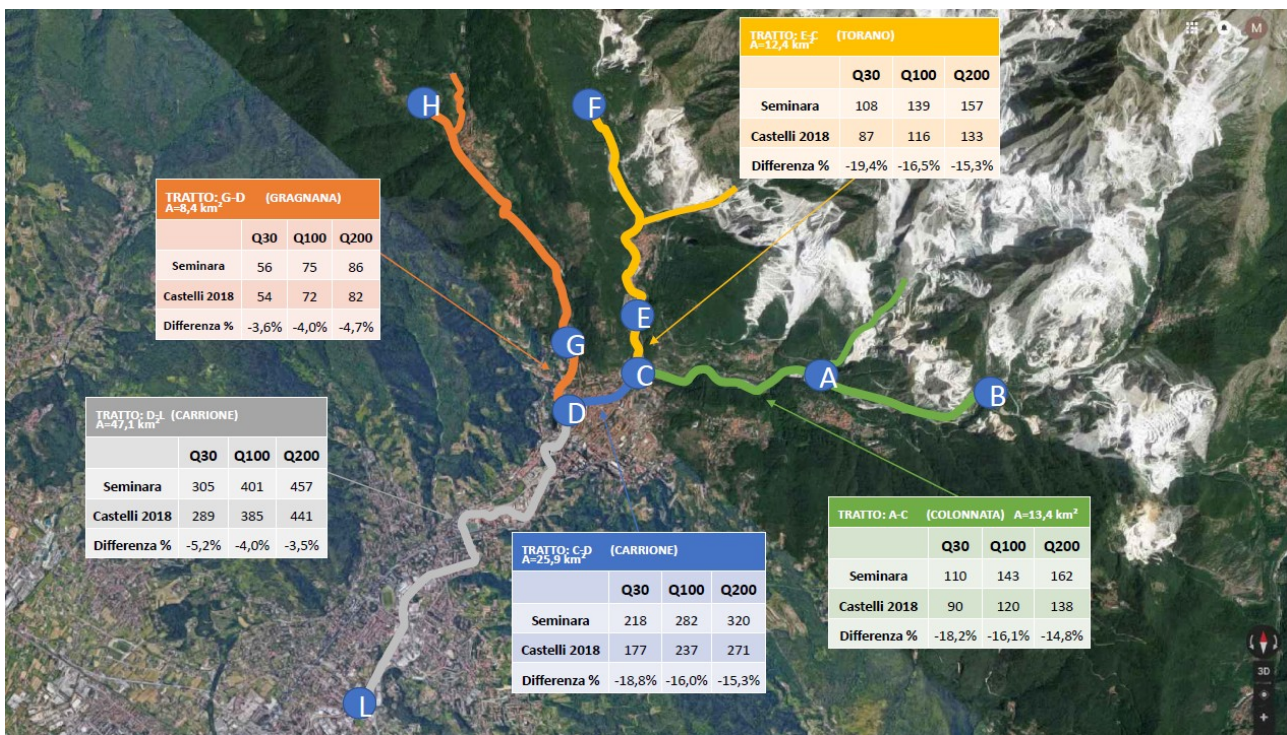 TRATTO: E-C (TORANO)
A=12,4 km²
Q30 Q100 Q200
Seminara 108 139 157
Castelli 2018 87 116 133
Differenza % -19,4% -16,5% -15,3%
M
H
F
TRATTO: G-D (GRAGNANA)
A=8,4 km²
Q30 Q100 Q200
Seminara 56 75 86
Castelli 2018 54 72 82
Differenza % -3,6% -4,0% -4,7%
E
G
C
A
B
D
TRATTO: D-L (CARRIONE)
A=47,1 km²
Q30 Q100 Q200
Seminara 305 401 457
Castelli 2018 289 385 441
Differenza % -5,2% -4,0% -3,5%
TRATTO: C-D (CARRIONE)
A=25,9 km²
Q30 Q100 Q200
Seminara 218 282 320
Castelli 2018 177 237 271
Differenza % -18,8% -16,0% -15,3%
TRATTO: A-C (COLONNATA) A=13,4 km²
Q30 Q100 Q200
Seminara 110 143 162
Castelli 2018 90 120 138
Differenza % -18,2% -16,1% -14,8%
L
3D